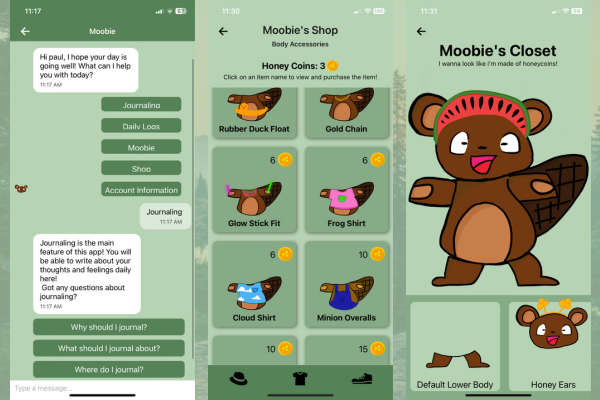 11:17
63
Moobie
Hi paul, I hope your day is
going well! What can I help
you with today?
11:17 AM
Journaling
Daily Logs
Moobie
Shop
Account Information
Journaling
11:17 AM
Journaling is the main
feature of this app! You will
be able to write about your
thoughts and feelings daily
here!
Got any questions about
journaling?
11:17 AM
Why should I journal?
What should I journal about?
Where do I journal?
Type a message...
11:30
100
Moobie's Shop
Body Accessories
Honey Coins: 3
Click on an item name to view and purchase the item!
Rubber Duck Float
Gold Chain
6
6
Glow Stick Fit
Frog Shirt
6
10
Cloud Shirt
Minion Overalls
10
15
11:31
Moobie's Closet
I wanna look like i'm made of honeycoins!
Default Lower Body
Honey Ears